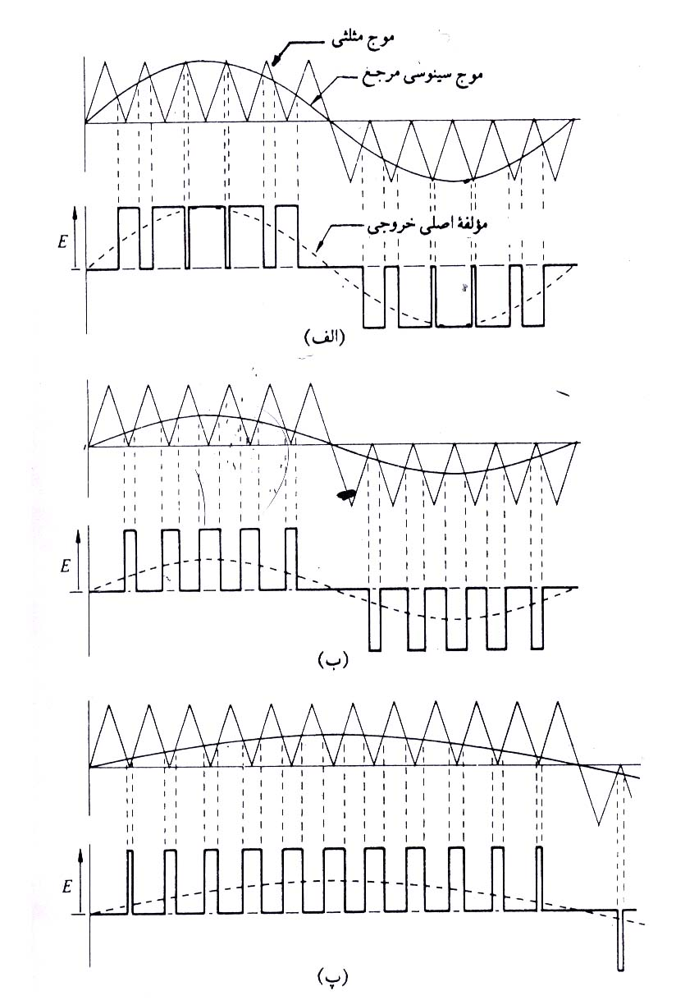 موج مثلثی
موج سینوسی مرجع
E
مؤلفهٔ اصلی خروجی
(الف)
E
(ب)
E
(پ)